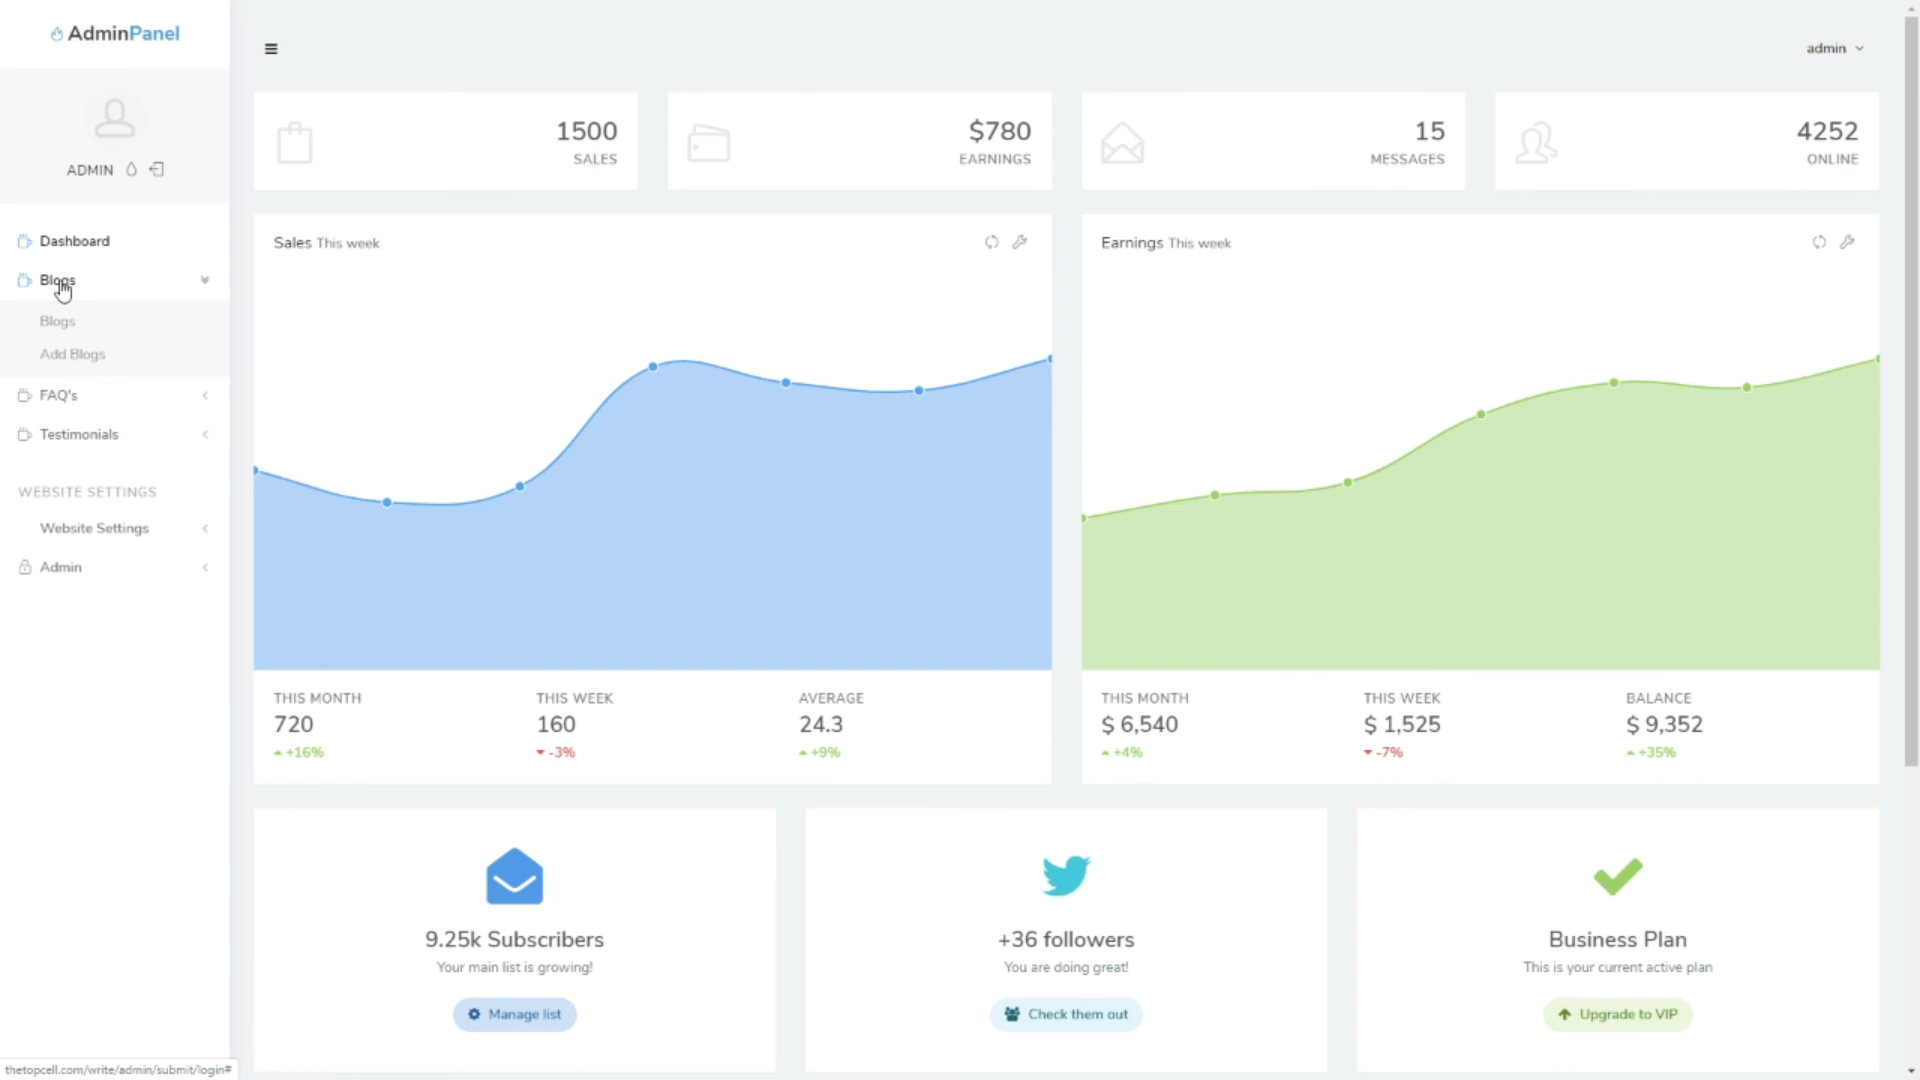 AdminPanel
admin
ADMIN
Dashboard
Blogs
Blogs
Add Blogs
FAQ's
Testimonials
WEBSITE SETTINGS
Website Settings
Admin
1500
SALES
$780
EARNINGS
15
MESSAGES
4252
ONLINE
Sales This week
THIS MONTH
720
+16%
THIS WEEK
160
-3%
AVERAGE
24.3
+9%
Earnings This week
THIS MONTH
$ 6,540
+4%
THIS WEEK
$ 1,525
-7%
BALANCE
$ 9,352
+35%
9.25k Subscribers
Your main list is growing!
Manage list
+36 followers
You are doing great!
Check them out
Business Plan
This is your current active plan
Upgrade to VIP
thetopcell.com/write/admin/submit/login#